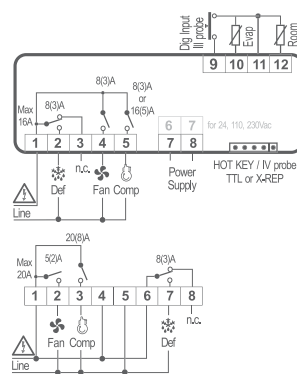 Dig Input
III probe
Evap
Room
9 10 11 12
8(3)A
8(3)A
or
16(5)A
Max
16A
8(3)A
6 7
for 24, 110, 230Vac
1 2 3 4 5 7 8
n.c.
Def
Fan Comp
Power
Supply
HOT KEY / IV probe
TTL or X-REP
Line
20(8)A
Max
20A
5(2)A
8(3)A
1 2 3 4 5 6 7 8
n.c.
Fan Comp
Def
Line